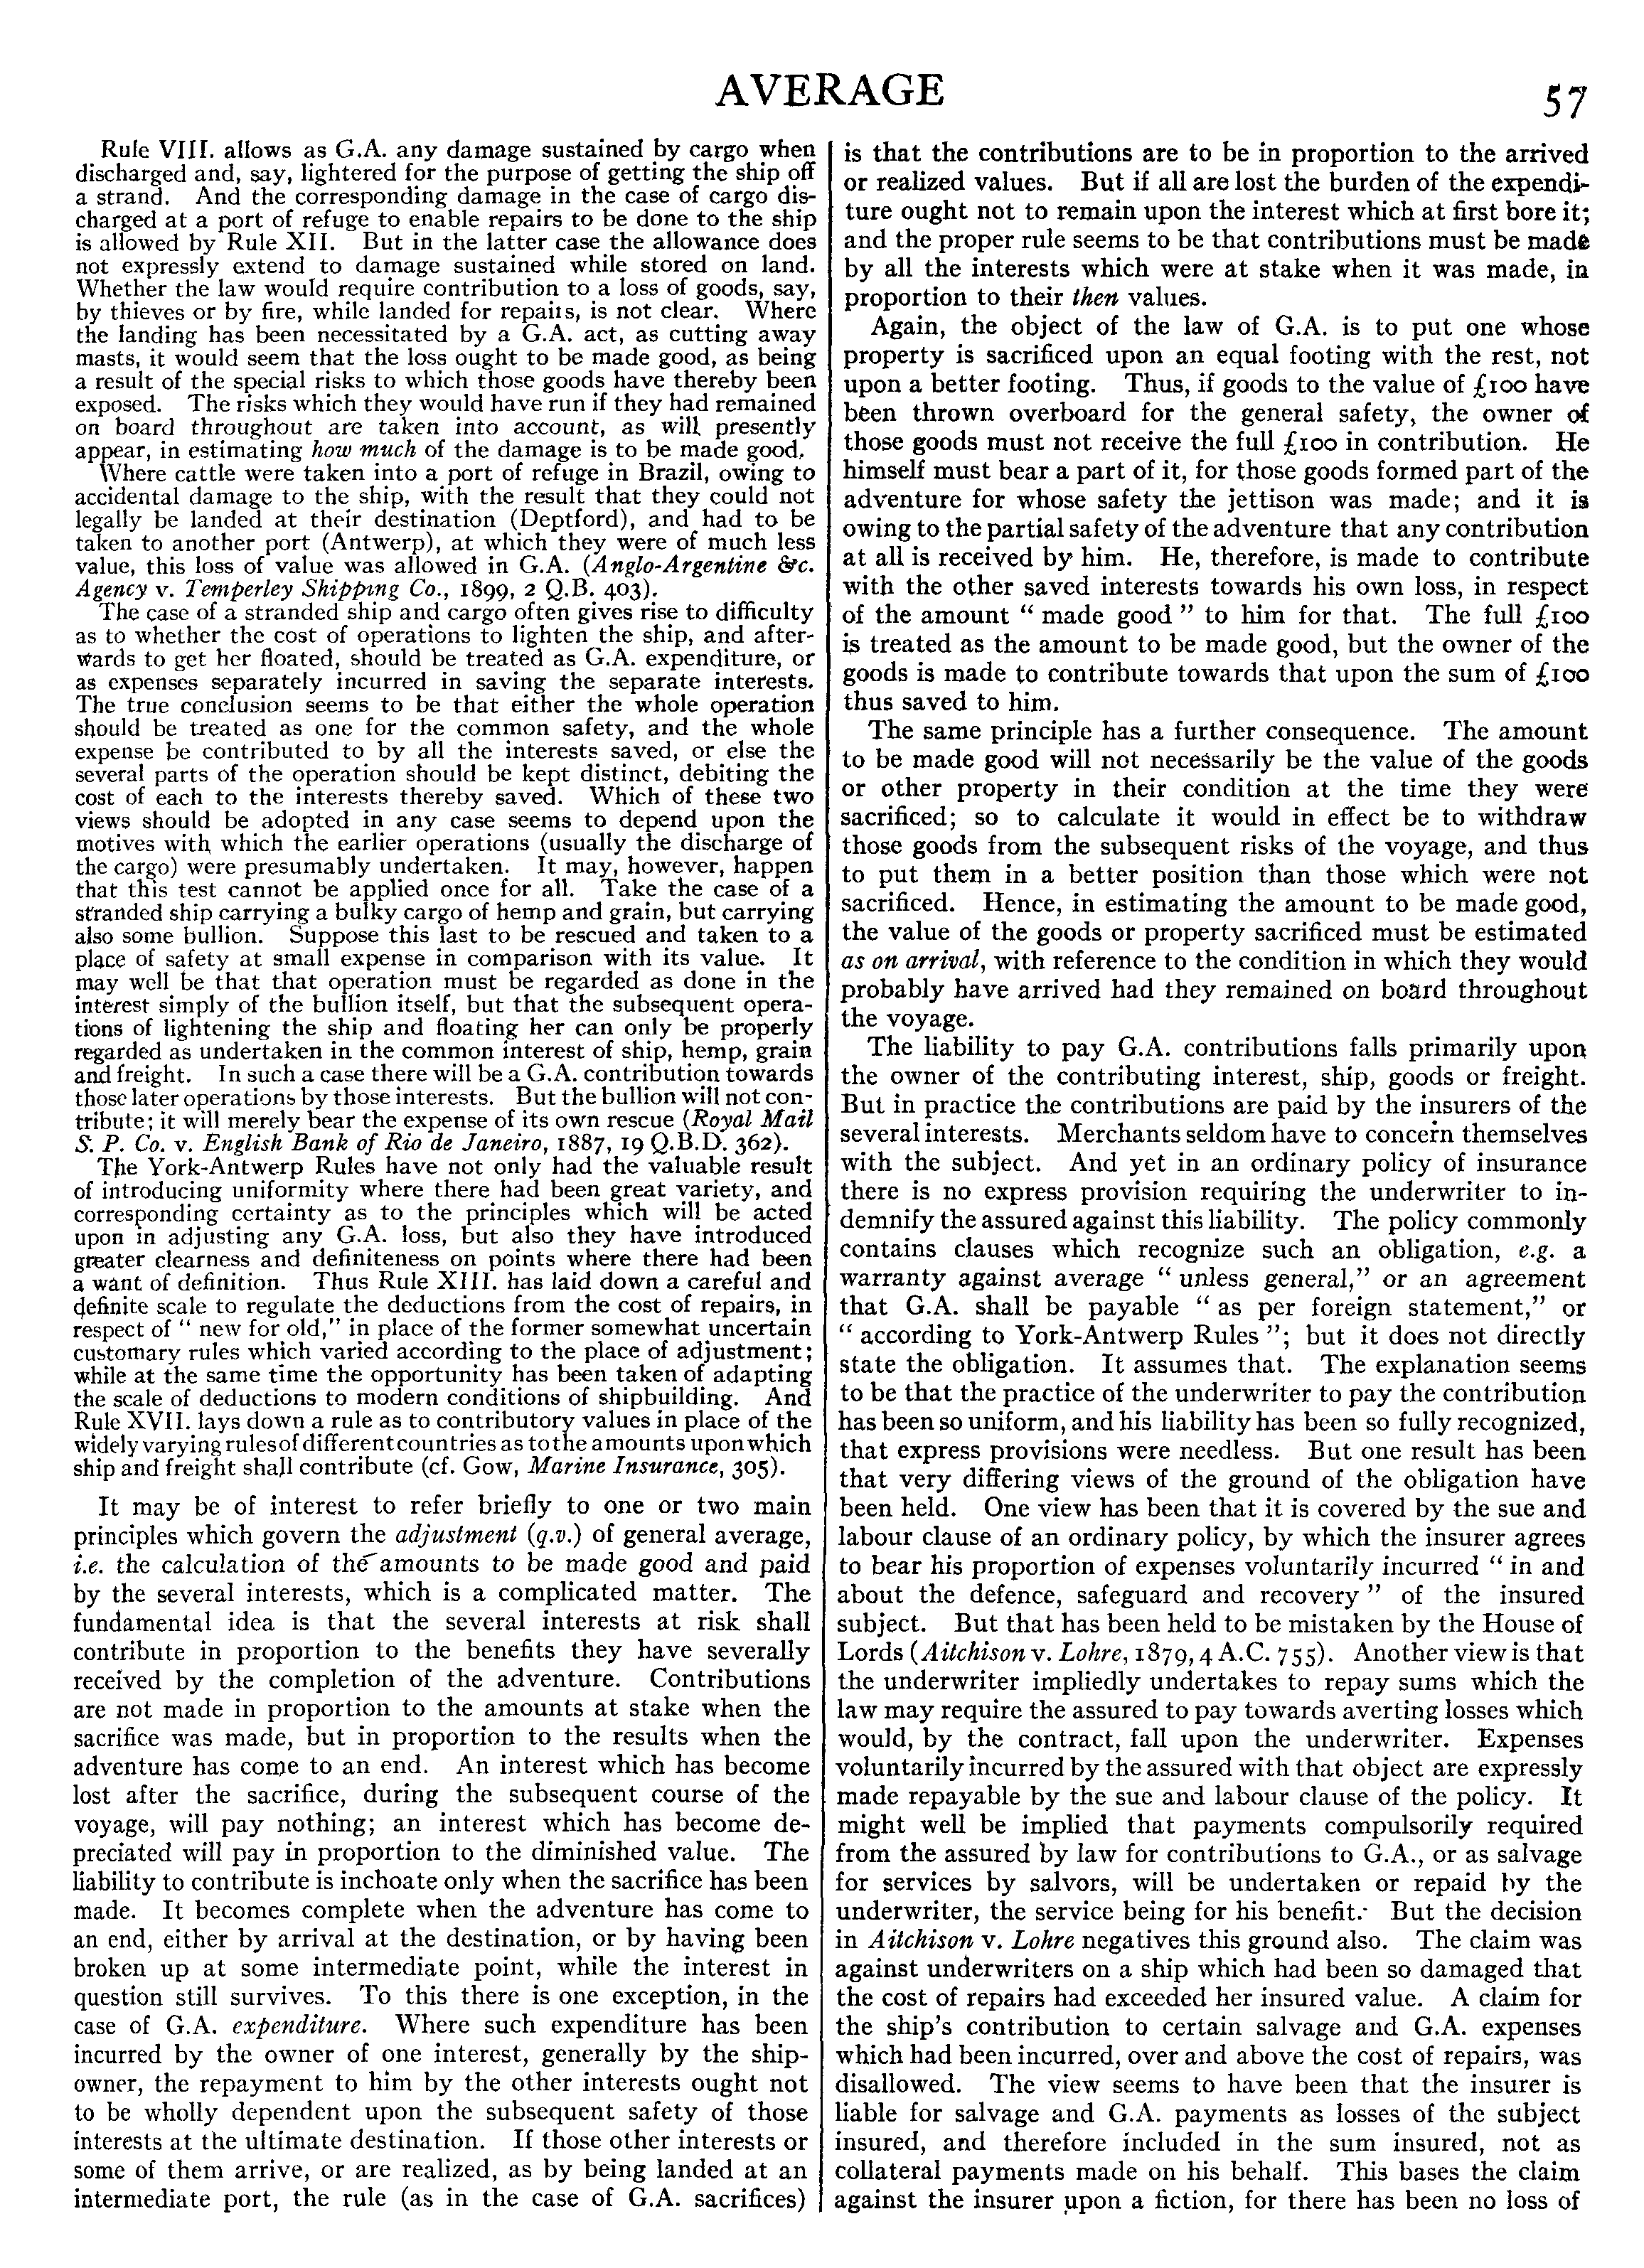 AVERAGE
57
Rule VIII. allows as G.A. any damage sustained by cargo when
discharged and, say, lightered for the purpose of getting the ship off
a strand. And the corresponding damage in the case of cargo dis-
charged at a port of refuge to enable repairs to be done to the ship
is allowed by Rule XII. But in the latter case the allowance does
not expressly extend to damage sustained while stored on land.
Whether the law would require contribution to a loss of goods, say,
by thieves or by fire, while landed for repairs, is not clear. Where
the landing has been necessitated by a G.A. act, as cutting away
masts, it would seem that the loss ought to be made good, as being
a result of the special risks to which those goods have thereby been
exposed. The risks which they would have run if they had remained
on board throughout are taken into account, as will presently
appear, in estimating how much of the damage is to be made good.
Where cattle were taken into a port of refuge in Brazil, owing to
accidental damage to the ship, with the result that they could not
legally be landed at their destination (Deptford), and had to be
taken to another port (Antwerp), at which they were of much less
value, this loss of value was allowed in G.A. (Anglo-Argentine &c.
Agency v. Temperley Shipping Co., 1899, 2 Q.B. 403).
The case of a stranded ship and cargo often gives rise to difficulty
as to whether the cost of operations to lighten the ship, and after-
wards to get her floated, should be treated as G.A. expenditure, or
as expenses separately incurred in saving the separate interests.
The true conclusion seems to be that either the whole operation
should be treated as one for the common safety, and the whole
expense be contributed to by all the interests saved, or else the
several parts of the operation should be kept distinct, debiting the
cost of each to the interests thereby saved. Which of these two
views should be adopted in any case seems to depend upon the
motives with which the earlier operations (usually the discharge of
the cargo) were presumably undertaken. It may, however, happen
that this test cannot be applied once for all. Take the case of a
stranded ship carrying a bulky cargo of hemp and grain, but carrying
also some bullion. Suppose this last to be rescued and taken to a
place of safety at small expense in comparison with its value. It
may well be that that operation must be regarded as done in the
interest simply of the bullion itself, but that the subsequent opera-
tions of lightening the ship and floating her can only be properly
regarded as undertaken in the common interest of ship, hemp, grain
and freight. In such a case there will be a G.A. contribution towards
those later operations by those interests. But the bullion will not con-
tribute; it will merely bear the expense of its own rescue (Royal Mail
S. P. Co. v. English Bank of Rio de Janeiro, 1887, 19 Q.B.D. 362).
The York-Antwerp Rules have not only had the valuable result
of introducing uniformity where there had been great variety, and
corresponding certainty as to the principles which will be acted
upon in adjusting any G.A. loss, but also they have introduced
greater clearness and definiteness on points where there had been
a want of definition. Thus Rule XIII. has laid down a careful and
definite scale to regulate the deductions from the cost of repairs, in
respect of " new for old," in place of the former somewhat uncertain
customary rules which varied according to the place of adjustment;
while at the same time the opportunity has been taken of adapting
the scale of deductions to modern conditions of shipbuilding. And
Rule XVII. lays down a rule as to contributory values in place of the
widely varying rules of different countries as to the amounts upon which
ship and freight shall contribute (cf. Gow, Marine Insurance, 305).
It may be of interest to refer briefly to one or two main
principles which govern the adjustment (q.v.) of general average,
i.e. the calculation of the amounts to be made good and paid
by the several interests, which is a complicated matter. The
fundamental idea is that the several interests at risk shall
contribute in proportion to the benefits they have severally
received by the completion of the adventure. Contributions
are not made in proportion to the amounts at stake when the
sacrifice was made, but in proportion to the results when the
adventure has come to an end. An interest which has become
lost after the sacrifice, during the subsequent course of the
voyage, will pay nothing; an interest which has become de-
preciated will pay in proportion to the diminished value. The
liability to contribute is inchoate only when the sacrifice has been
made. It becomes complete when the adventure has come to
an end, either by arrival at the destination, or by having been
broken up at some intermediate point, while the interest in
question still survives. To this there is one exception, in the
case of G.A. expenditure. Where such expenditure has been
incurred by the owner of one interest, generally by the ship-
owner, the repayment to him by the other interests ought not
to be wholly dependent upon the subsequent safety of those
interests at the ultimate destination. If those other interests or
some of them arrive, or are realized, as by being landed at an
intermediate port, the rule (as in the case of G.A. sacrifices)
is that the contributions are to be in proportion to the arrived
or realized values. But if all are lost the burden of the expendi-
ture ought not to remain upon the interest which at first bore it;
and the proper rule seems to be that contributions must be made
by all the interests which were at stake when it was made, in
proportion to their then values.
Again, the object of the law of G.A. is to put one whose
property is sacrificed upon an equal footing with the rest, not
upon a better footing. Thus, if goods to the value of £100 have
been thrown overboard for the general safety, the owner of
those goods must not receive the full £100 in contribution. He
himself must bear a part of it, for those goods formed part of the
adventure for whose safety the jettison was made; and it is
owing to the partial safety of the adventure that any contribution
at all is received by him. He, therefore, is made to contribute
with the other saved interests towards his own loss, in respect
of the amount " made good " to him for that. The full £100
is treated as the amount to be made good, but the owner of the
goods is made to contribute towards that upon the sum of £100
thus saved to him.
The same principle has a further consequence. The amount
to be made good will not necessarily be the value of the goods
or other property in their condition at the time they were
sacrificed; so to calculate it would in effect be to withdraw
those goods from the subsequent risks of the voyage, and thus
to put them in a better position than those which were not
sacrificed. Hence, in estimating the amount to be made good,
the value of the goods or property sacrificed must be estimated
as on arrival, with reference to the condition in which they would
probably have arrived had they remained on board throughout
the voyage.
The liability to pay G.A. contributions falls primarily upon
the owner of the contributing interest, ship, goods or freight.
But in practice the contributions are paid by the insurers of the
several interests. Merchants seldom have to concern themselves
with the subject. And yet in an ordinary policy of insurance
there is no express provision requiring the underwriter to in-
demnify the assured against this liability. The policy commonly
contains clauses which recognize such an obligation, e.g. a
warranty against average " unless general," or an agreement
that G.A. shall be payable " as per foreign statement," or
" according to York-Antwerp Rules "; but it does not directly
state the obligation. It assumes that. The explanation seems
to be that the practice of the underwriter to pay the contribution
has been so uniform, and his liability has been so fully recognized,
that express provisions were needless. But one result has been
that very differing views of the ground of the obligation have
been held. One view has been that it is covered by the sue and
labour clause of an ordinary policy, by which the insurer agrees
to bear his proportion of expenses voluntarily incurred " in and
about the defence, safeguard and recovery " of the insured
subject. But that has been held to be mistaken by the House of
Lords (Aitchison v. Lohre, 1879, 4 A.C. 755). Another view is that
the underwriter impliedly undertakes to repay sums which the
law may require the assured to pay towards averting losses which
would, by the contract, fall upon the underwriter. Expenses
voluntarily incurred by the assured with that object are expressly
made repayable by the sue and labour clause of the policy. It
might well be implied that payments compulsorily required
from the assured by law for contributions to G.A., or as salvage
for services by salvors, will be undertaken or repaid by the
underwriter, the service being for his benefit. But the decision
in Aitchison v. Lohre negatives this ground also. The claim was
against underwriters on a ship which had been so damaged that
the cost of repairs had exceeded her insured value. A claim for
the ship's contribution to certain salvage and G.A. expenses
which had been incurred, over and above the cost of repairs, was
disallowed. The view seems to have been that the insurer is
liable for salvage and G.A. payments as losses of the subject
insured, and therefore included in the sum insured, not as
collateral payments made on his behalf. This bases the claim
against the insurer upon a fiction, for there has been no loss of